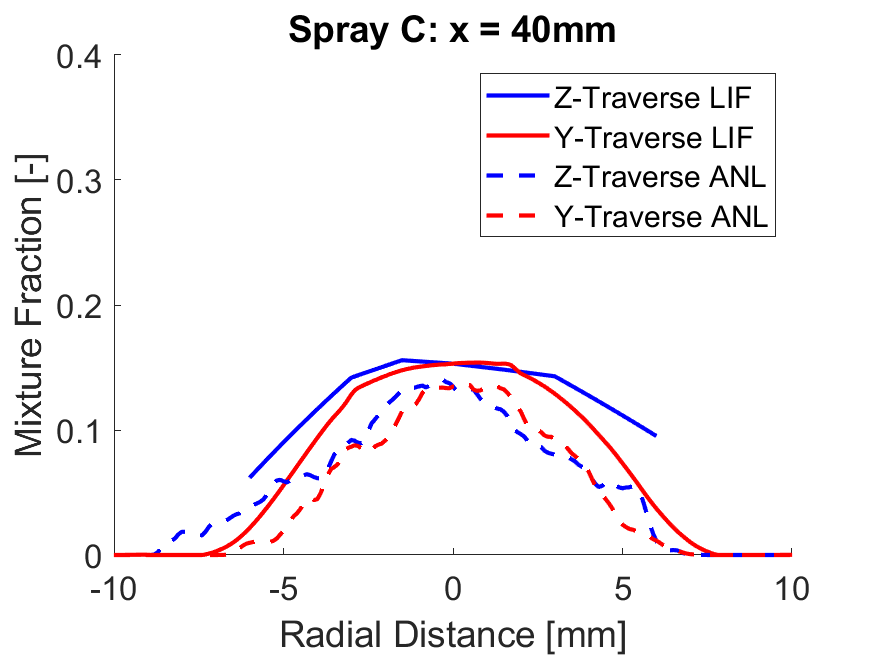 Spray C: x = 40mm
Mixture Fraction [-]
0.4
0.3
0.2
0.1
0
Z-Traverse LIF
Y-Traverse LIF
Z-Traverse ANL
Y-Traverse ANL
-10
-5
0
5
10
Radial Distance [mm]